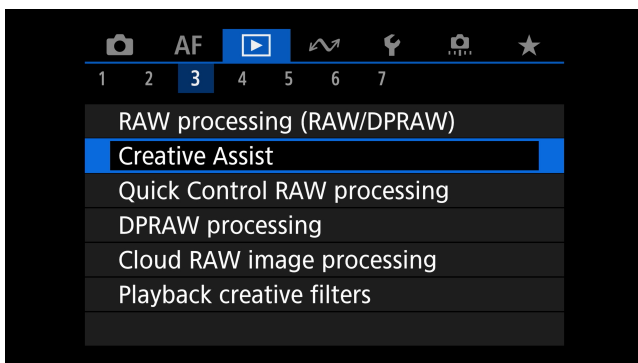 AF
1 2 3 4 5 6 7
RAW processing (RAW/DPRAW)
Creative Assist
Quick Control RAW processing
DPRAW processing
Cloud RAW image processing
Playback creative filters